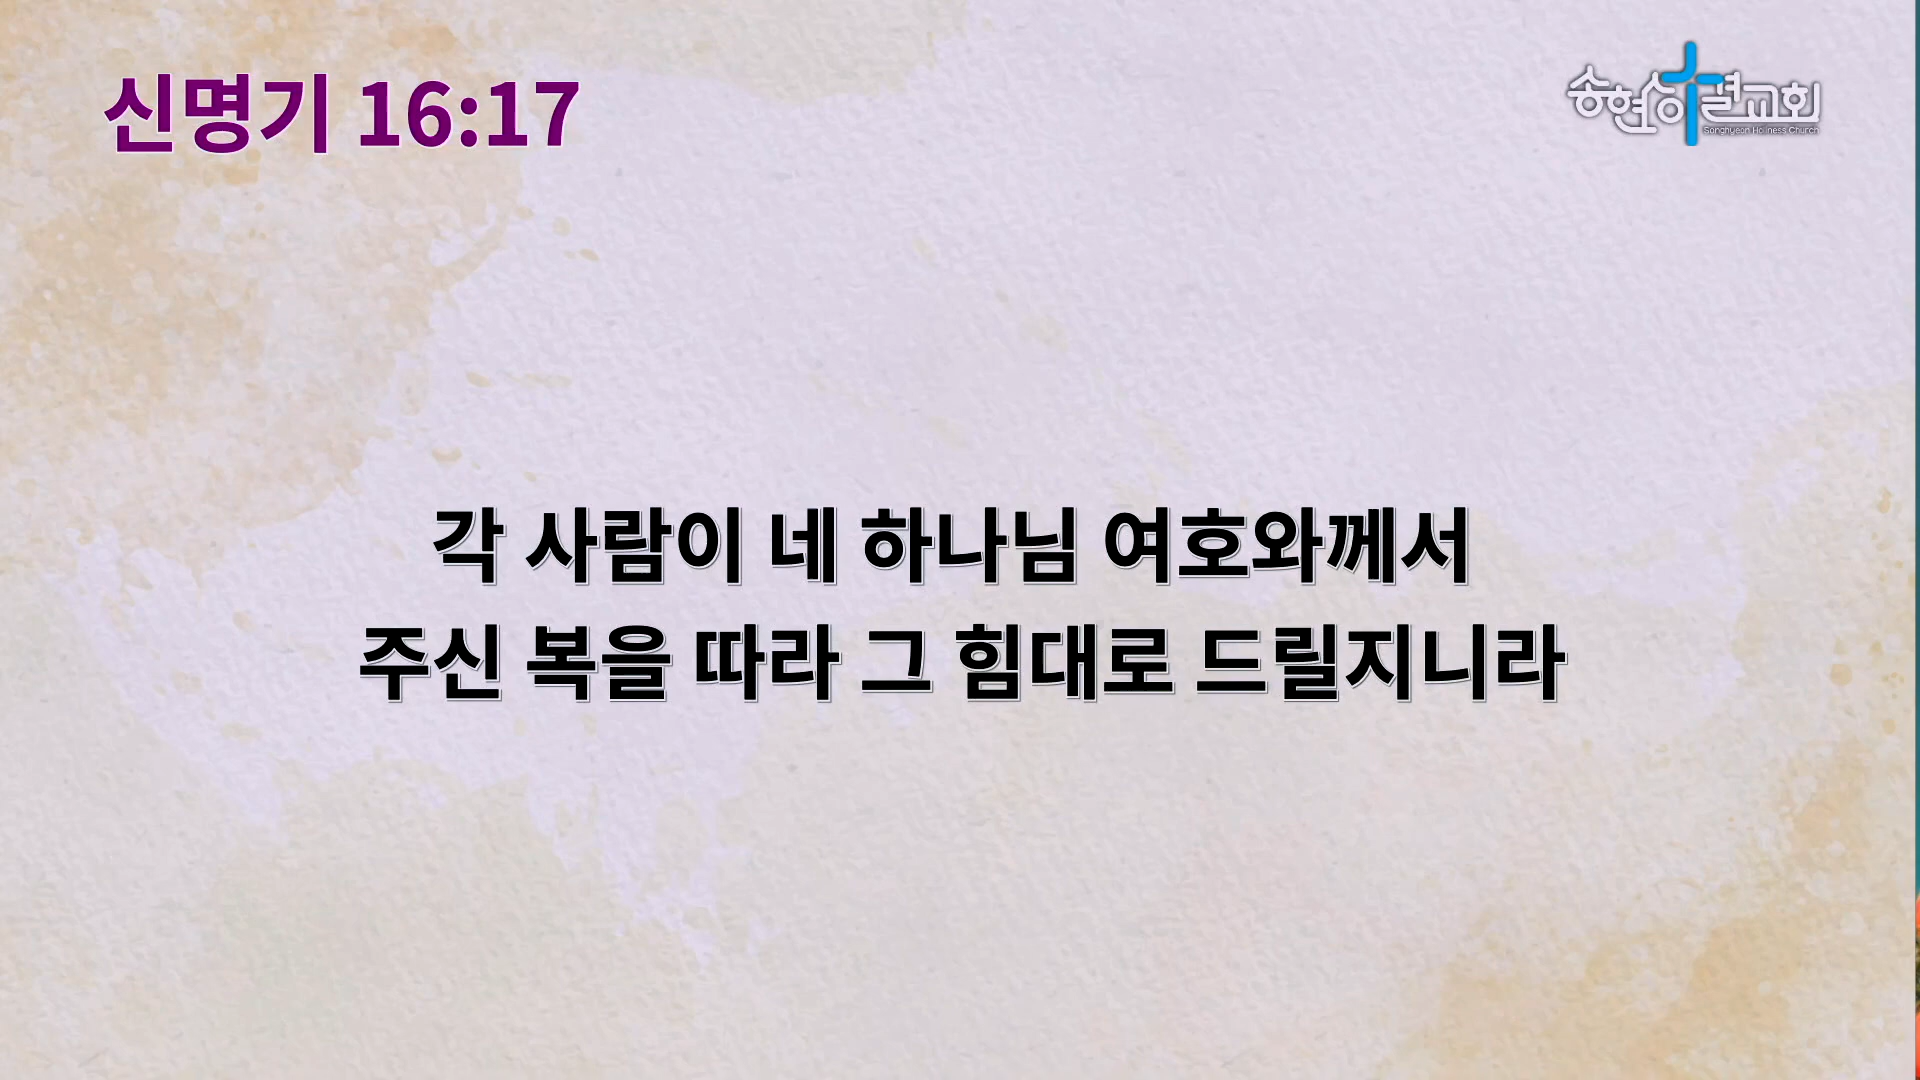 신명기 16:17
송현성결교회
Songhyeon Holiness Church
각 사람이 네 하나님 여호와께서
주신 복을 따라 그 힘대로 드릴지니라